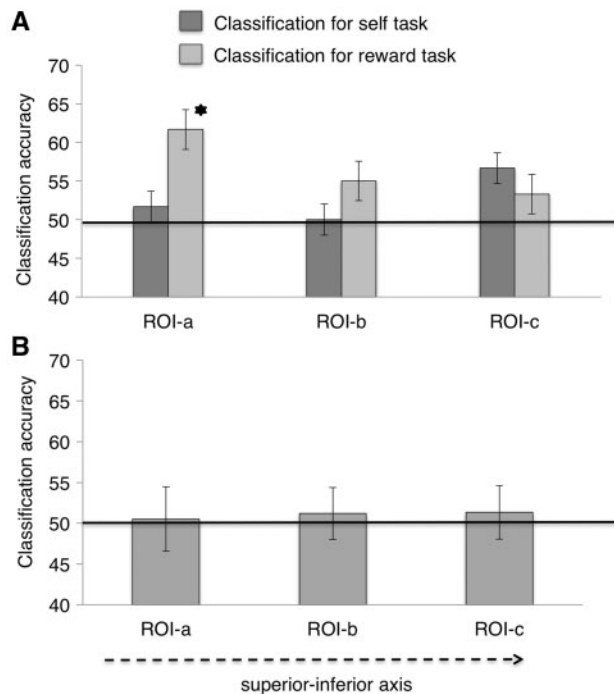 A
Classification for self task
Classification for reward task
Classification accuracy
70
65
60
55
50
45
40
ROI-a ROI-b ROI-c
B
Classification accuracy
70
65
60
55
50
45
40
ROI-a ROI-b ROI-c
superior-inferior axis